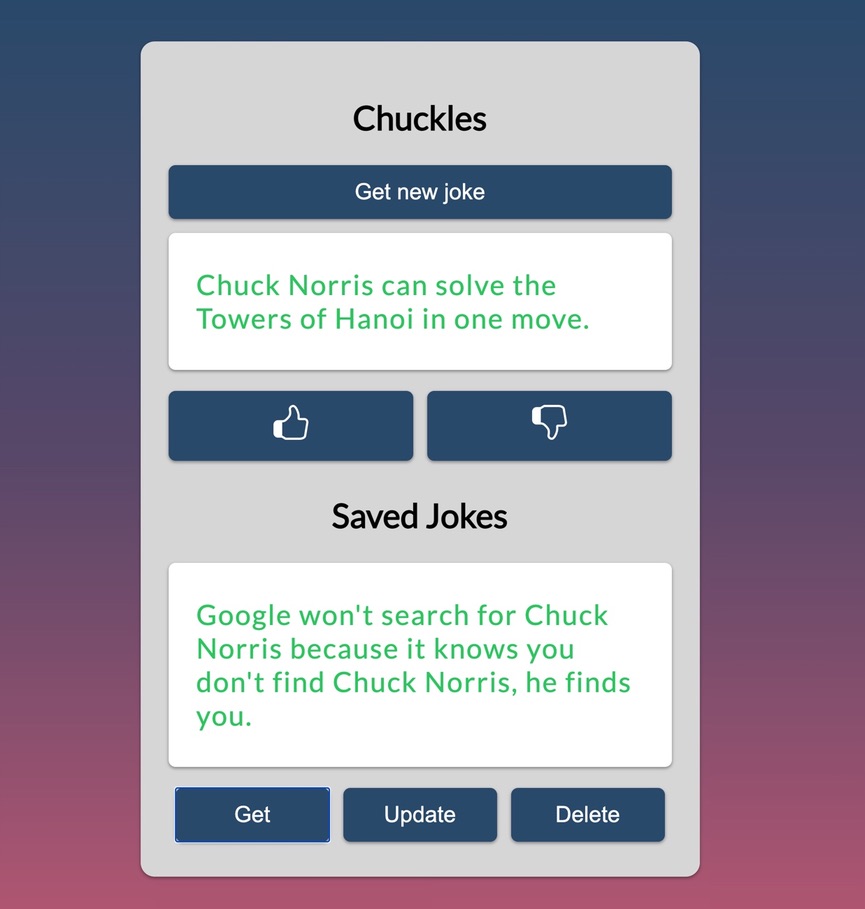 Chuckles
Get new joke
Chuck Norris can solve the
Towers of Hanoi in one move.
Saved Jokes
Google won't search for Chuck
Norris because it knows you
don't find Chuck Norris, he finds
you.
Get Update Delete